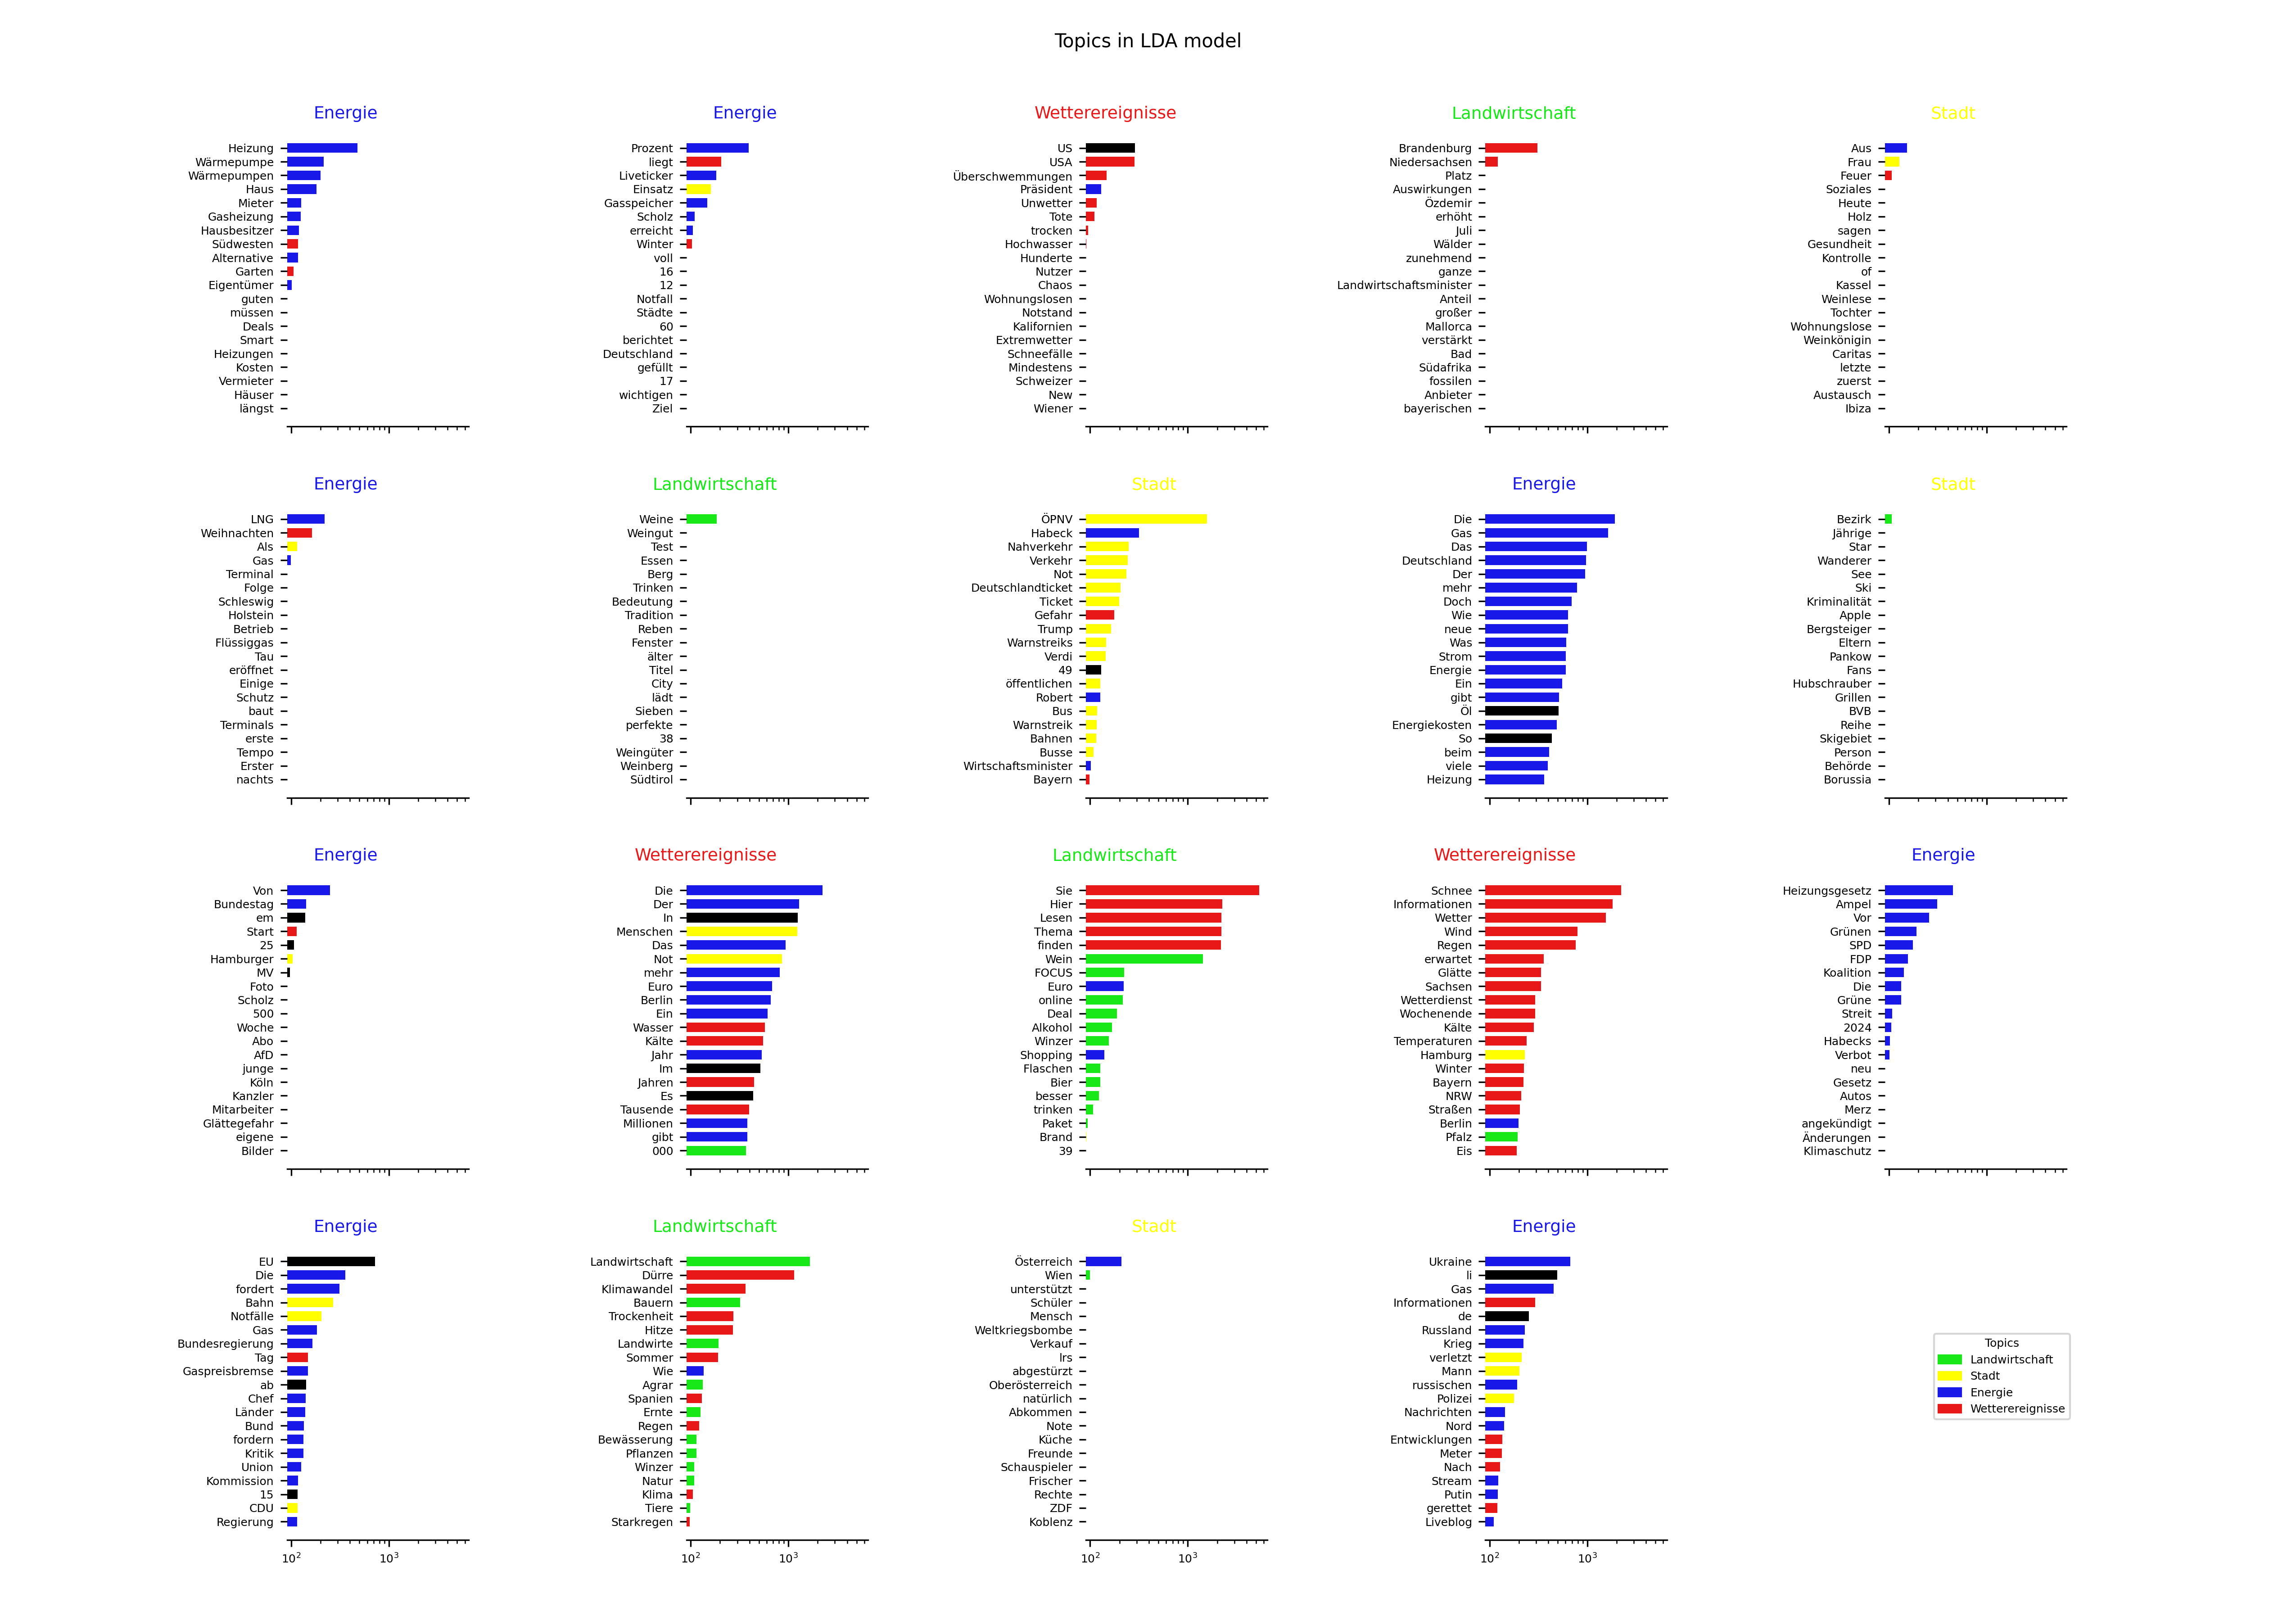 Topics in LDA model
Energie
Heizung
Wärmepumpe
Wärmepumpen
Haus
Mieter
Gasheizung
Hausbesitzer
Südwesten
Alternative
Garten
Eigentümer
guten
müssen
Deals
Smart
Heizungen
Kosten
Vermieter
Häuser
längst
Energie
Prozent
liegt
Liveticker
Einsatz
Gasspeicher
Scholz
erreicht
Winter
voll
16
12
Notfall
Städte
60
berichtet
Deutschland
gefüllt
17
wichtigen
Ziel
Wetterereignisse
US
USA
Überschwemmungen
Präsident
Unwetter
Tote
trocken
Hochwasser
Hunderte
Nutzer
Chaos
Wohnungslosen
Notstand
Kalifornien
Extremwetter
Schneefälle
Mindestens
Schweizer
New
Wiener
Landwirtschaft
Brandenburg
Niedersachsen
Platz
Auswirkungen
Özdemir
erhöht
Juli
Wälder
zunehmend
ganze
Landwirtschaftsminister
Anteil
großer
Mallorca
verstärkt
Bad
Südafrika
fossilen
Anbieter
bayerischen
Stadt
Aus
Frau
Feuer
Soziales
Heute
Holz
sagen
Gesundheit
Kontrolle
of
Kassel
Weinlese
Tochter
Wohnungslose
Weinkönigin
Caritas
letzte
zuerst
Austausch
Ibiza
Energie
LNG
Weihnachten
Als
Gas
Terminal
Folge
Schleswig
Holstein
Betrieb
Flüssiggas
Tau
eröffnet
Einige
Schutz
baut
Terminals
erste
Tempo
Erster
nachts
Landwirtschaft
Weine
Weingut
Test
Essen
Berg
Trinken
Bedeutung
Tradition
Reben
Fenster
älter
Titel
City
lädt
Sieben
perfekte
38
Weingüter
Weinberg
Südtirol
Stadt
ÖPNV
Habeck
Nahverkehr
Verkehr
Not
Deutschlandticket
Ticket
Gefahr
Trump
Warnstreiks
Verdi
49
öffentlichen
Robert
Bus
Warnstreik
Bahnen
Busse
Wirtschaftsminister
Bayern
Energie
Die
Gas
Das
Deutschland
Der
mehr
Doch
Wie
neue
Was
Strom
Energie
Ein
gibt
Öl
Energiekosten
So
beim
viele
Heizung
Stadt
Bezirk
Jährige
Star
Wanderer
See
Ski
Kriminalität
Apple
Bergsteiger
Eltern
Pankow
Fans
Hubschrauber
Grillen
BVB
Reihe
Skigebiet
Person
Behörde
Borussia
Energie
Von
Bundestag
em
Start
25
Hamburger
MV
Foto
Scholz
500
Woche
Abo
AfD
junge
Köln
Kanzler
Mitarbeiter
Glättegefahr
eigene
Bilder
Wetterereignisse
Die
Der
In
Menschen
Das
Not
mehr
Euro
Berlin
Ein
Wasser
Kälte
Jahr
Im
Jahren
Es
Tausende
Millionen
gibt
000
Landwirtschaft
Sie
Hier
Lesen
Thema
finden
Wein
FOCUS
Euro
online
Deal
Alkohol
Winzer
Shopping
Flaschen
Bier
besser
trinken
Paket
Brand
39
Wetterereignisse
Schnee
Informationen
Wetter
Wind
Regen
erwartet
Glätte
Sachsen
Wetterdienst
Wochenende
Kälte
Temperaturen
Hamburg
Winter
Bayern
NRW
Straßen
Berlin
Pfalz
Eis
Energie
Heizungsgesetz
Ampel
Vor
Grünen
SPD
FDP
Koalition
Die
Grüne
Streit
2024
Habecks
Verbot
neu
Gesetz
Autos
Merz
angekündigt
Änderungen
Klimaschutz
Energie
EU
Die
fordert
Bahn
Notfälle
Gas
Bundesregierung
Tag
Gaspreisbremse
ab
Chef
Länder
Bund
fordern
Kritik
Union
Kommission
15
CDU
Regierung
10² 10³
Landwirtschaft
Landwirtschaft
Dürre
Klimawandel
Bauern
Trockenheit
Hitze
Landwirte
Sommer
Wie
Agrar
Spanien
Ernte
Regen
Bewässerung
Pflanzen
Winzer
Natur
Klima
Tiere
Starkregen
10² 10³
Stadt
Österreich
Wien
unterstützt
Schüler
Mensch
Weltkriegsbombe
Verkauf
lrs
abgestürzt
Oberösterreich
natürlich
Abkommen
Note
Küche
Freunde
Schauspieler
Frischer
Rechte
ZDF
Koblenz
10² 10³
Energie
Ukraine
li
Gas
Informationen
de
Russland
Krieg
verletzt
Mann
russischen
Polizei
Nachrichten
Nord
Entwicklungen
Meter
Nach
Stream
Putin
gerettet
Liveblog
10² 10³
Topics
Landwirtschaft
Stadt
Energie
Wetterereignisse